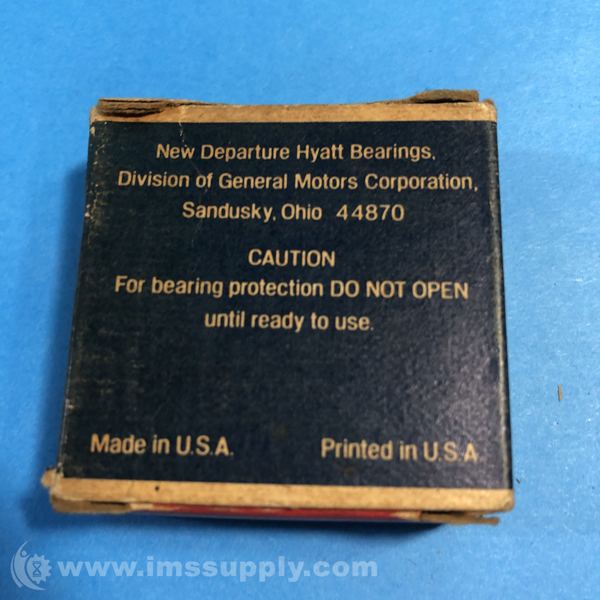 New Departure Hyatt Bearings,
Division of General Motors Corporation,
Sandusky, Ohio 44870
CAUTION
For bearing protection DO NOT OPEN
until ready to use.
Made in U.S.A.
Printed in U.S.A.
www.imssupply.com